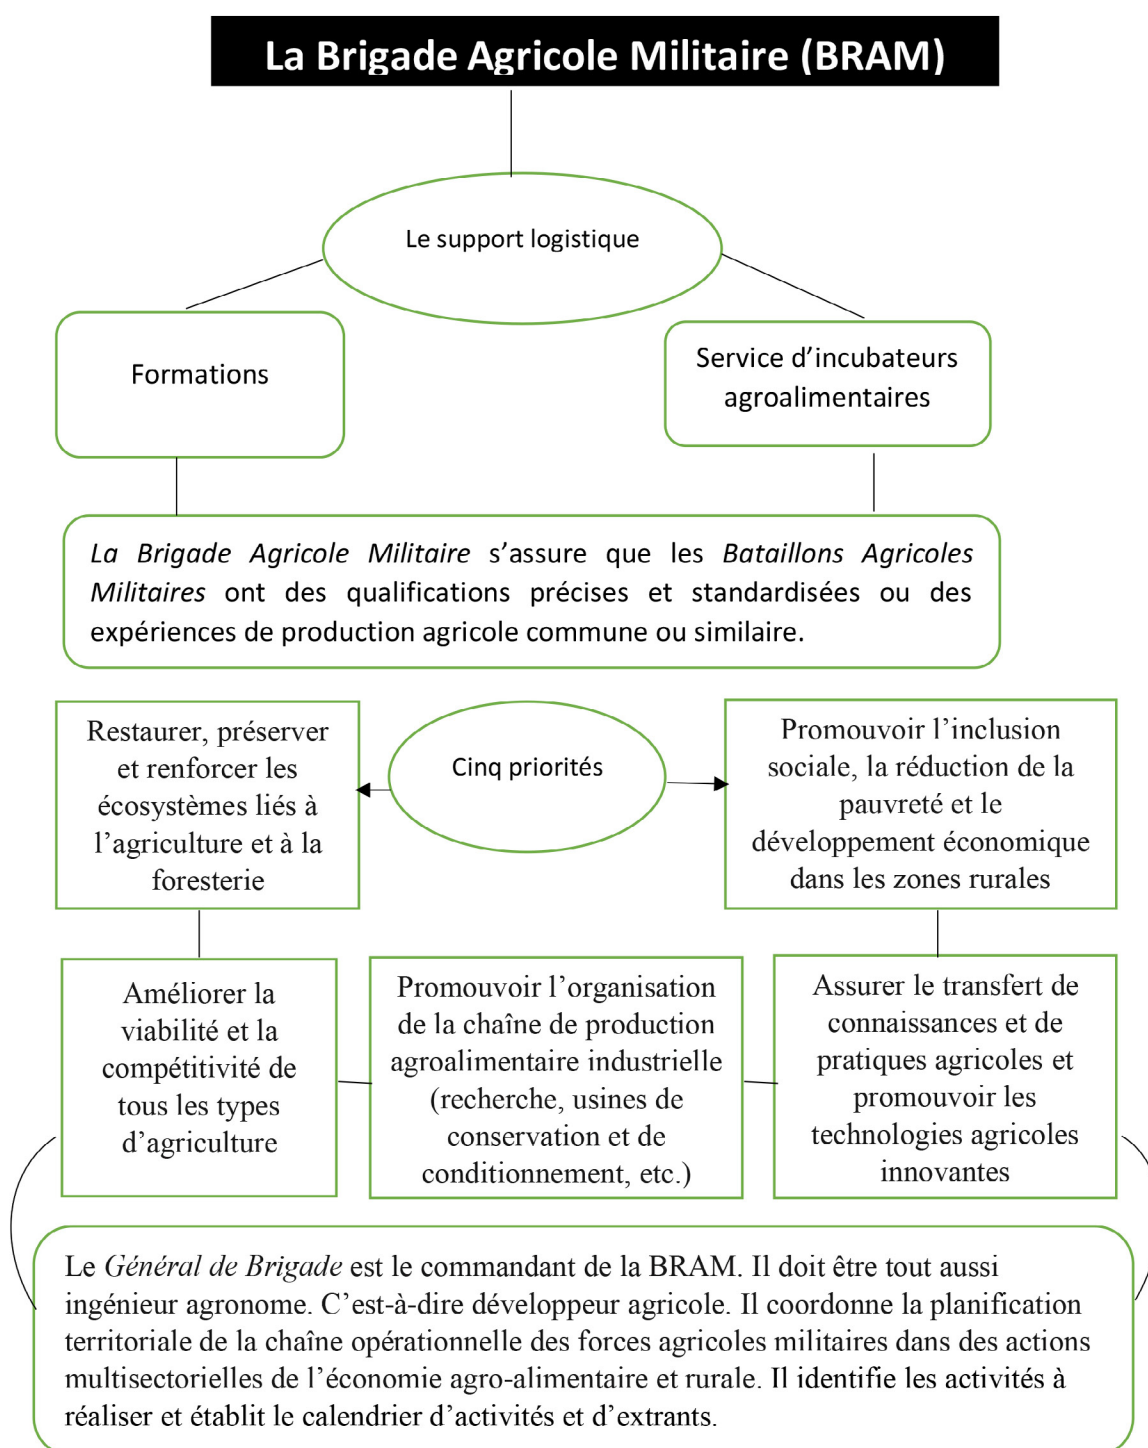 La Brigade Agricole Militaire (BRAM)
Le support logistique
Formations
Service d’incubateurs
agroalimentaires
La Brigade Agricole Militaire s’assure que les Bataillons Agricoles
Militaires ont des qualifications précises et standardisées ou des
expériences de production agricole commune ou similaire.
Restaurer, préserver
et renforcer les
écosystèmes liés à
l’agriculture et à la
foresterie
Cinq priorités
Promouvoir l’inclusion
sociale, la réduction de la
pauvreté et le
développement économique
dans les zones rurales
Améliorer la
viabilité et la
compétitivité de
tous les types
d’agriculture
Promouvoir l’organisation
de la chaîne de production
agroalimentaire industrielle
(recherche, usines de
conservation et de
conditionnement, etc.)
Assurer le transfert de
connaissances et de
pratiques agricoles et
promouvoir les
technologies agricoles
innovantes
Le Général de Brigade est le commandant de la BRAM. Il doit être tout aussi
ingénieur agronome. C’est-à-dire développeur agricole. Il coordonne la planification
territoriale de la chaîne opérationnelle des forces agricoles militaires dans des actions
multisectorielles de l’économie agro-alimentaire et rurale. Il identifie les activités à
réaliser et établit le calendrier d’activités et d’extrants.